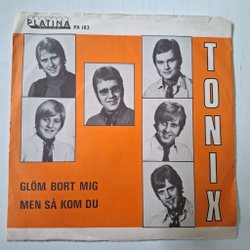 PLATINA PA 183
TONIX
GLÖM BORT MIG
MEN SÅ KOM DU